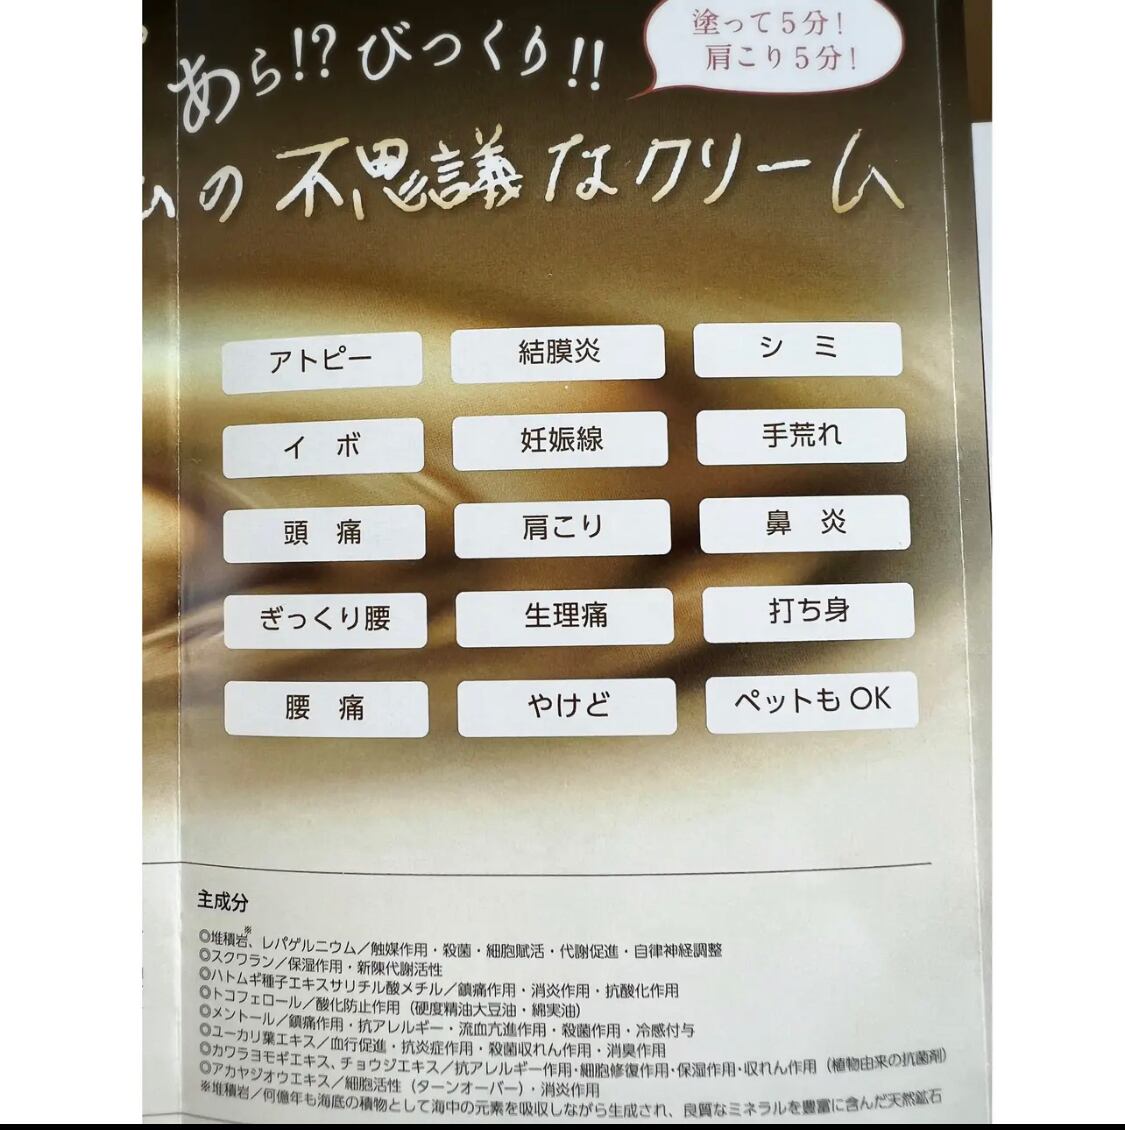 塗って5分!
肩こり5分!
あら!?びっくり!!
ムの不思議なクリーム
アトピー 結膜炎 シミ
イボ 妊娠線 手荒れ
頭痛 肩こり 鼻炎
ぎっくり腰 生理痛 打ち身
腰痛 やけど ペットもOK
主成分
◎堆積岩※、レパゲルニウム/触媒作用・殺菌・細胞賦活・代謝促進・自律神経調整
◎スクワラン/保湿作用・新陳代謝活性
◎ハトムギ種子エキスサリチル酸メチル/鎮痛作用・消炎作用・抗酸化作用
◎トコフェロール/酸化防止作用(硬度精油大豆油・綿実油)
◎メントール/鎮痛作用・抗アレルギー・流血亢進作用・殺菌作用・冷感付与
◎ユーカリ葉エキス/血行促進・抗炎症作用・殺菌収れん作用・消臭作用
◎カワラヨモギエキス、チョウジエキス/抗アレルギー作用・細胞修復作用・保湿作用・収れん作用(植物由来の抗菌剤)
◎アカヤジオウエキス/細胞活性(ターンオーバー)・消炎作用
※堆積岩/何億年も海底の積物として海中の元素を吸収しながら生成され、良質なミネラルを豊富に含んだ天然鉱石